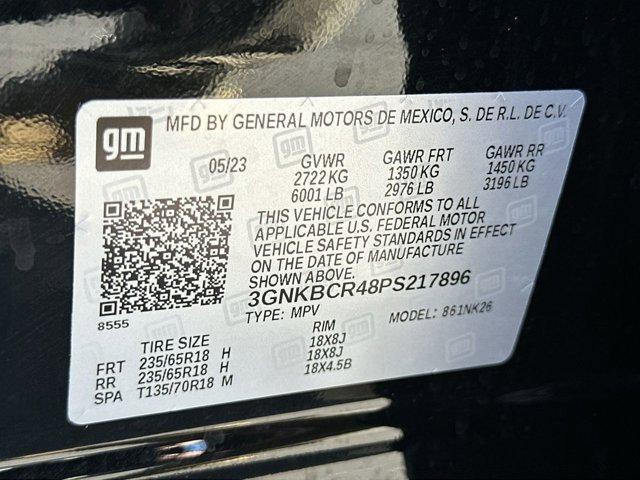 gm
MFD BY GENERAL MOTORS DE MEXICO, S. DE R.L. DE C.V.
05/23 GVWR GAWR FRT GAWR RR
2722 KG 1350 KG 1450 KG
6001 LB 2976 LB 3196 LB
THIS VEHICLE CONFORMS TO ALL
APPLICABLE U.S. FEDERAL MOTOR
VEHICLE SAFETY STANDARDS IN EFFECT
ON THE DATE OF MANUFACTURE
3GNKBCR48PS217896
8555
TYPE: MPV MODEL: 861NK26
TIRE SIZE RIM
FRT 235/65R18 H 18X8J
RR 235/65R18 H 18X8J
SPA T135/70R18 M 18X4.5B